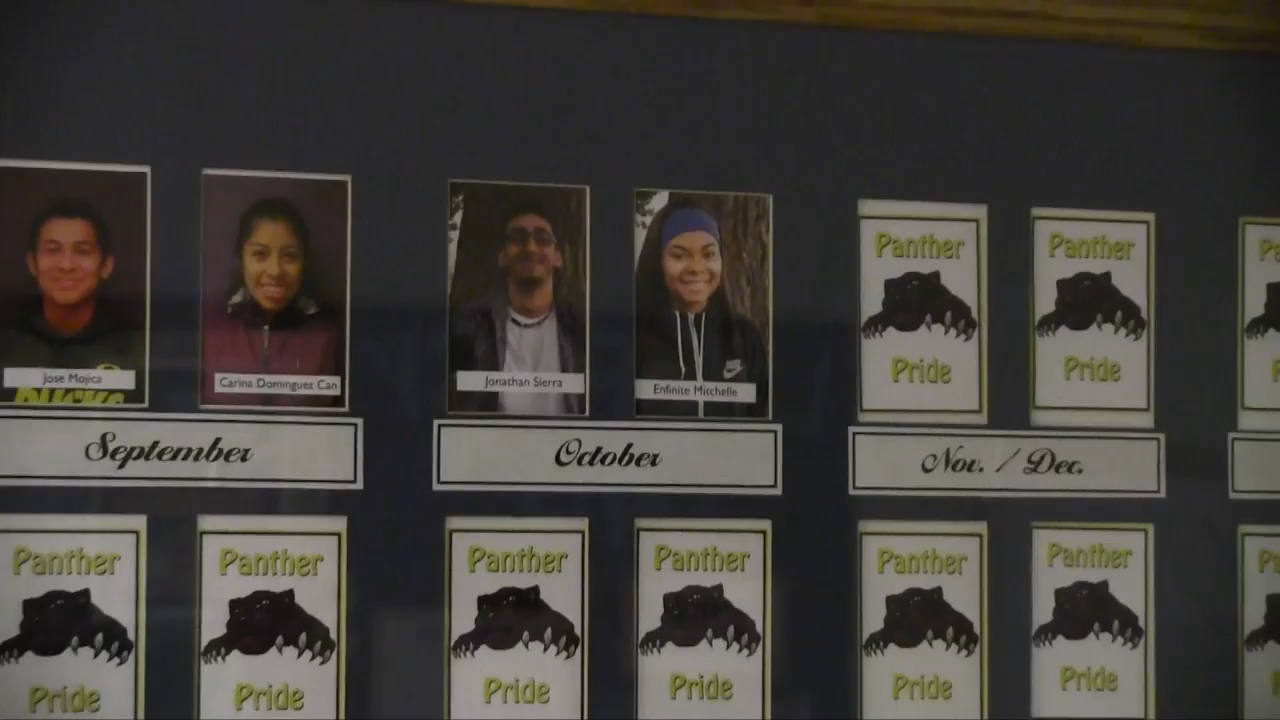 Jose Mojica
DUCKS
Carina Dominguez Can
Jonathan Sierra
Enfinite Mitchelle
Panther
Pride
Panther
Pride
September
October
Nov. / Dec.
Panther
Pride
Panther
Pride
Panther
Pride
Panther
Pride
Panther
Pride
Panther
Pride